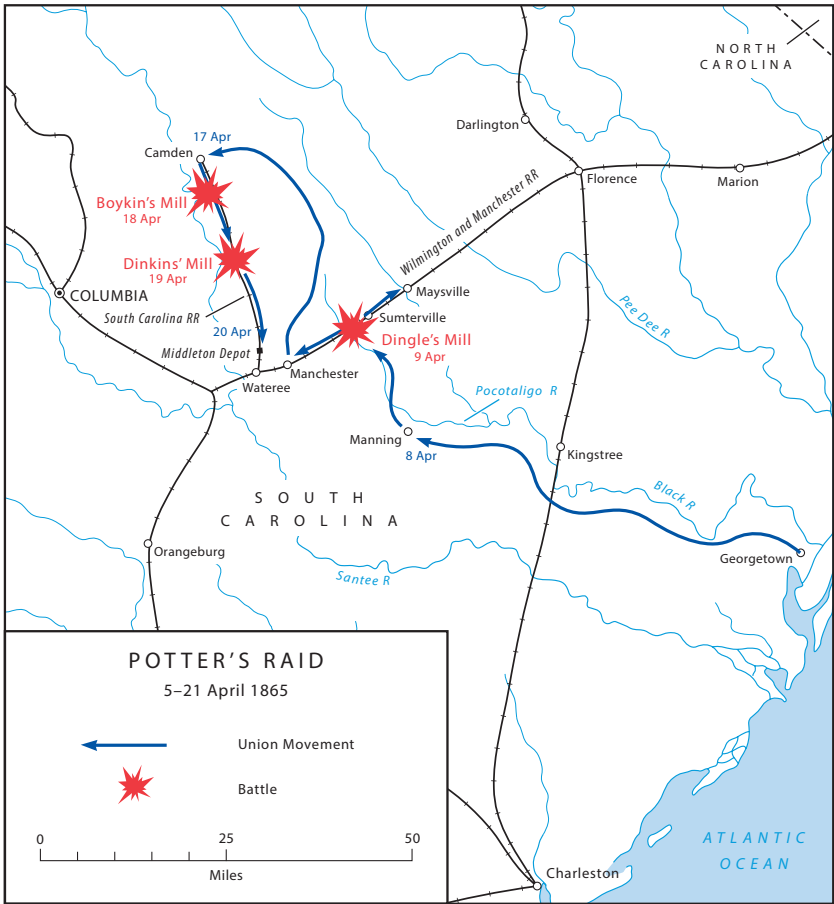 NORTH
CAROLINA
17 Apr
Darlington
Camden
Florence
Marion
Boykin's Mill
18 Apr
Wilmington and Manchester RR
Dinkins' Mill
19 Apr
COLUMBIA
Maysville
South Carolina RR
Sumterville
Pee Dee R
20 Apr
Dingle's Mill
9 Apr
Middleton Depot
Manchester
Wateree
Pocotaligo R
Manning
8 Apr
Kingstree
SOUTH
CAROLINA
Black R
Orangeburg
Georgetown
Santee R
POTTER'S RAID
5–21 April 1865
Union Movement
Battle
0 25 50
Miles
ATLANTIC
OCEAN
Charleston